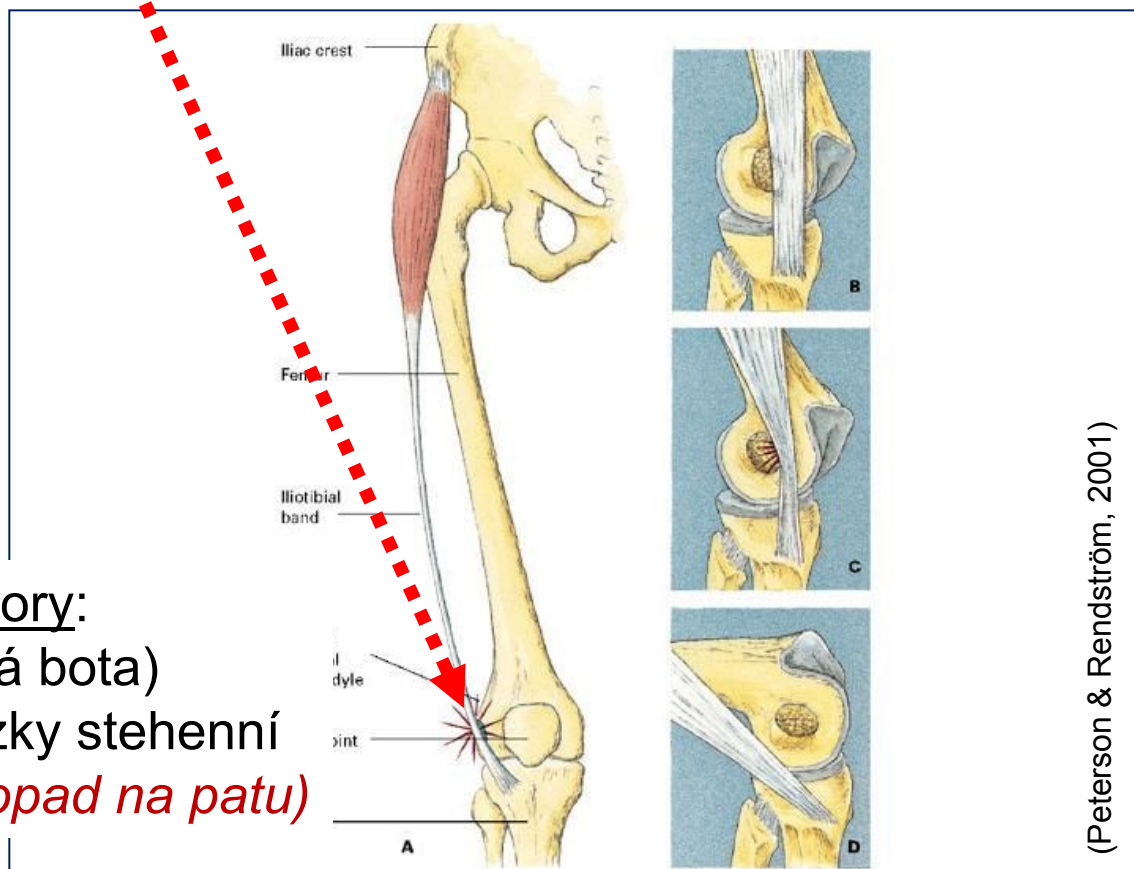 Iliac crest
Femur
Iliotibial
band
ory:
á bota)
zky stehenní
opad na patu)
l
dyle
oint
A
B
C
D
(Peterson & Rendström, 2001)